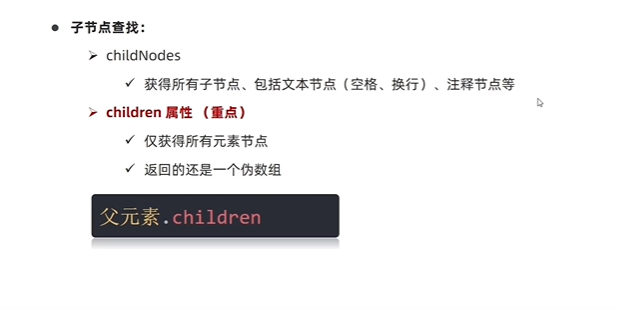 子节点查找：
childNodes
获得所有子节点、包括文本节点（空格、换行）、注释节点等
children 属性 （重点）
仅获得所有元素节点
返回的还是一个伪数组
父元素.children